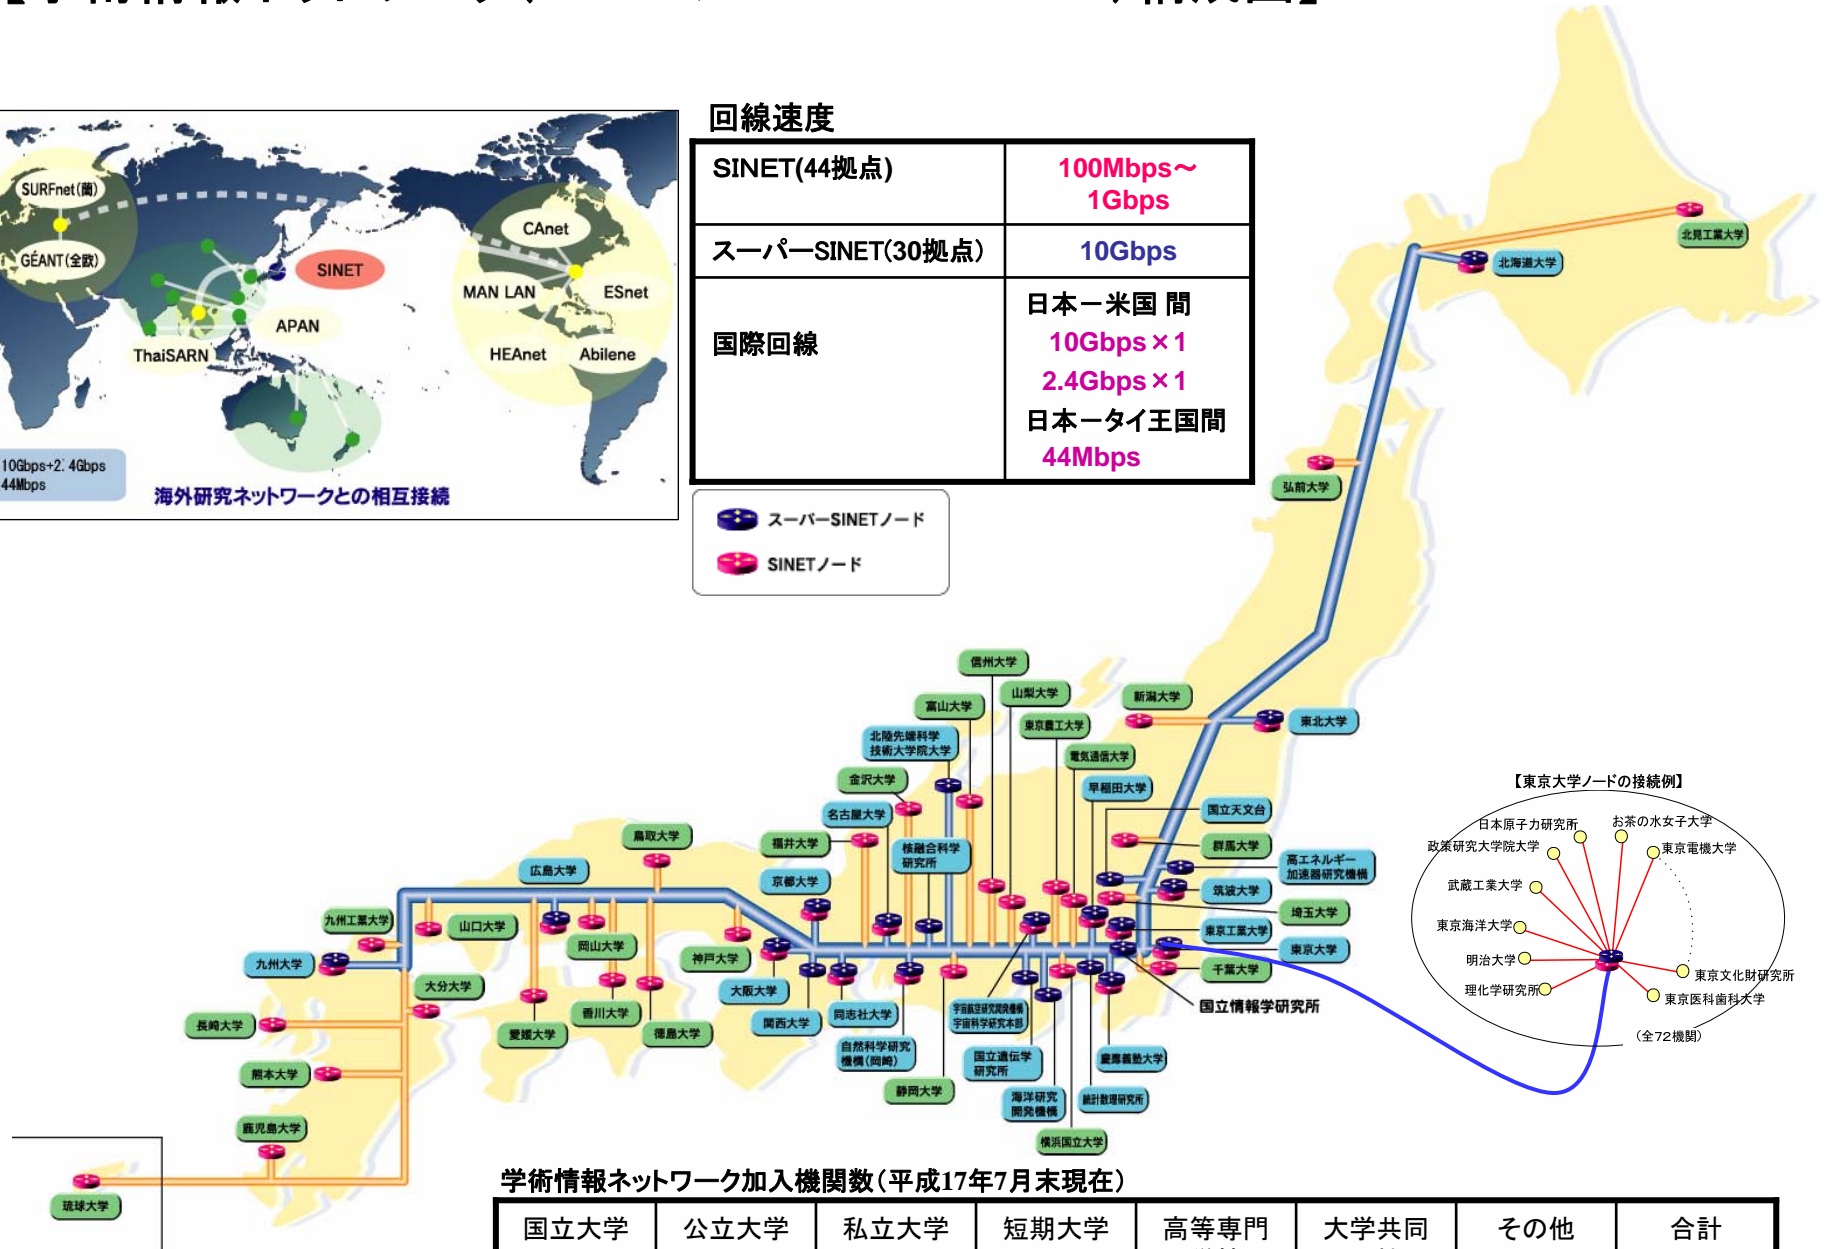 回線速度
SINET(44拠点)
100Mbps～
1Gbps
スーパーSINET(30拠点)
10Gbps
国際回線
日本－米国 間
10Gbps×1
2.4Gbps×1
日本－タイ王国間
44Mbps
スーパーSINETノード
SINETノード
SURFnet(蘭)
GÉANT(全欧)
SINET
APAN
ThaiSARN
CAnet
MAN LAN
ESnet
HEAnet
Abilene
10Gbps+2.4Gbps
44Mbps
海外研究ネットワークとの相互接続
北見工業大学
北海道大学
弘前大学
信州大学
山梨大学
新潟大学
富山大学
東京農工大学
東北大学
北陸先端科学
技術大学院大学
電気通信大学
金沢大学
早稲田大学
名古屋大学
国立天文台
鳥取大学
福井大学
核融合科学
研究所
群馬大学
広島大学
京都大学
高エネルギー
加速器研究機構
筑波大学
九州工業大学
山口大学
埼玉大学
岡山大学
東京工業大学
九州大学
神戸大学
東京大学
千葉大学
大分大学
大阪大学
国立情報学研究所
長崎大学
愛媛大学
香川大学
徳島大学
関西大学
同志社大学
宇宙航空研究開発機構
宇宙科学研究本部
自然科学研究
機構(岡崎)
国立遺伝学
研究所
慶應義塾大学
熊本大学
静岡大学
海洋研究
開発機構
統計数理研究所
鹿児島大学
横浜国立大学
琉球大学
【東京大学ノードの接続例】
日本原子力研究所
お茶の水女子大学
政策研究大学院大学
東京電機大学
武蔵工業大学
東京海洋大学
明治大学
東京文化財研究所
理化学研究所
東京医科歯科大学
(全72機関)
学術情報ネットワーク加入機関数(平成17年7月末現在)
国立大学
公立大学
私立大学
短期大学
高等専門
大学共同
その他
合計